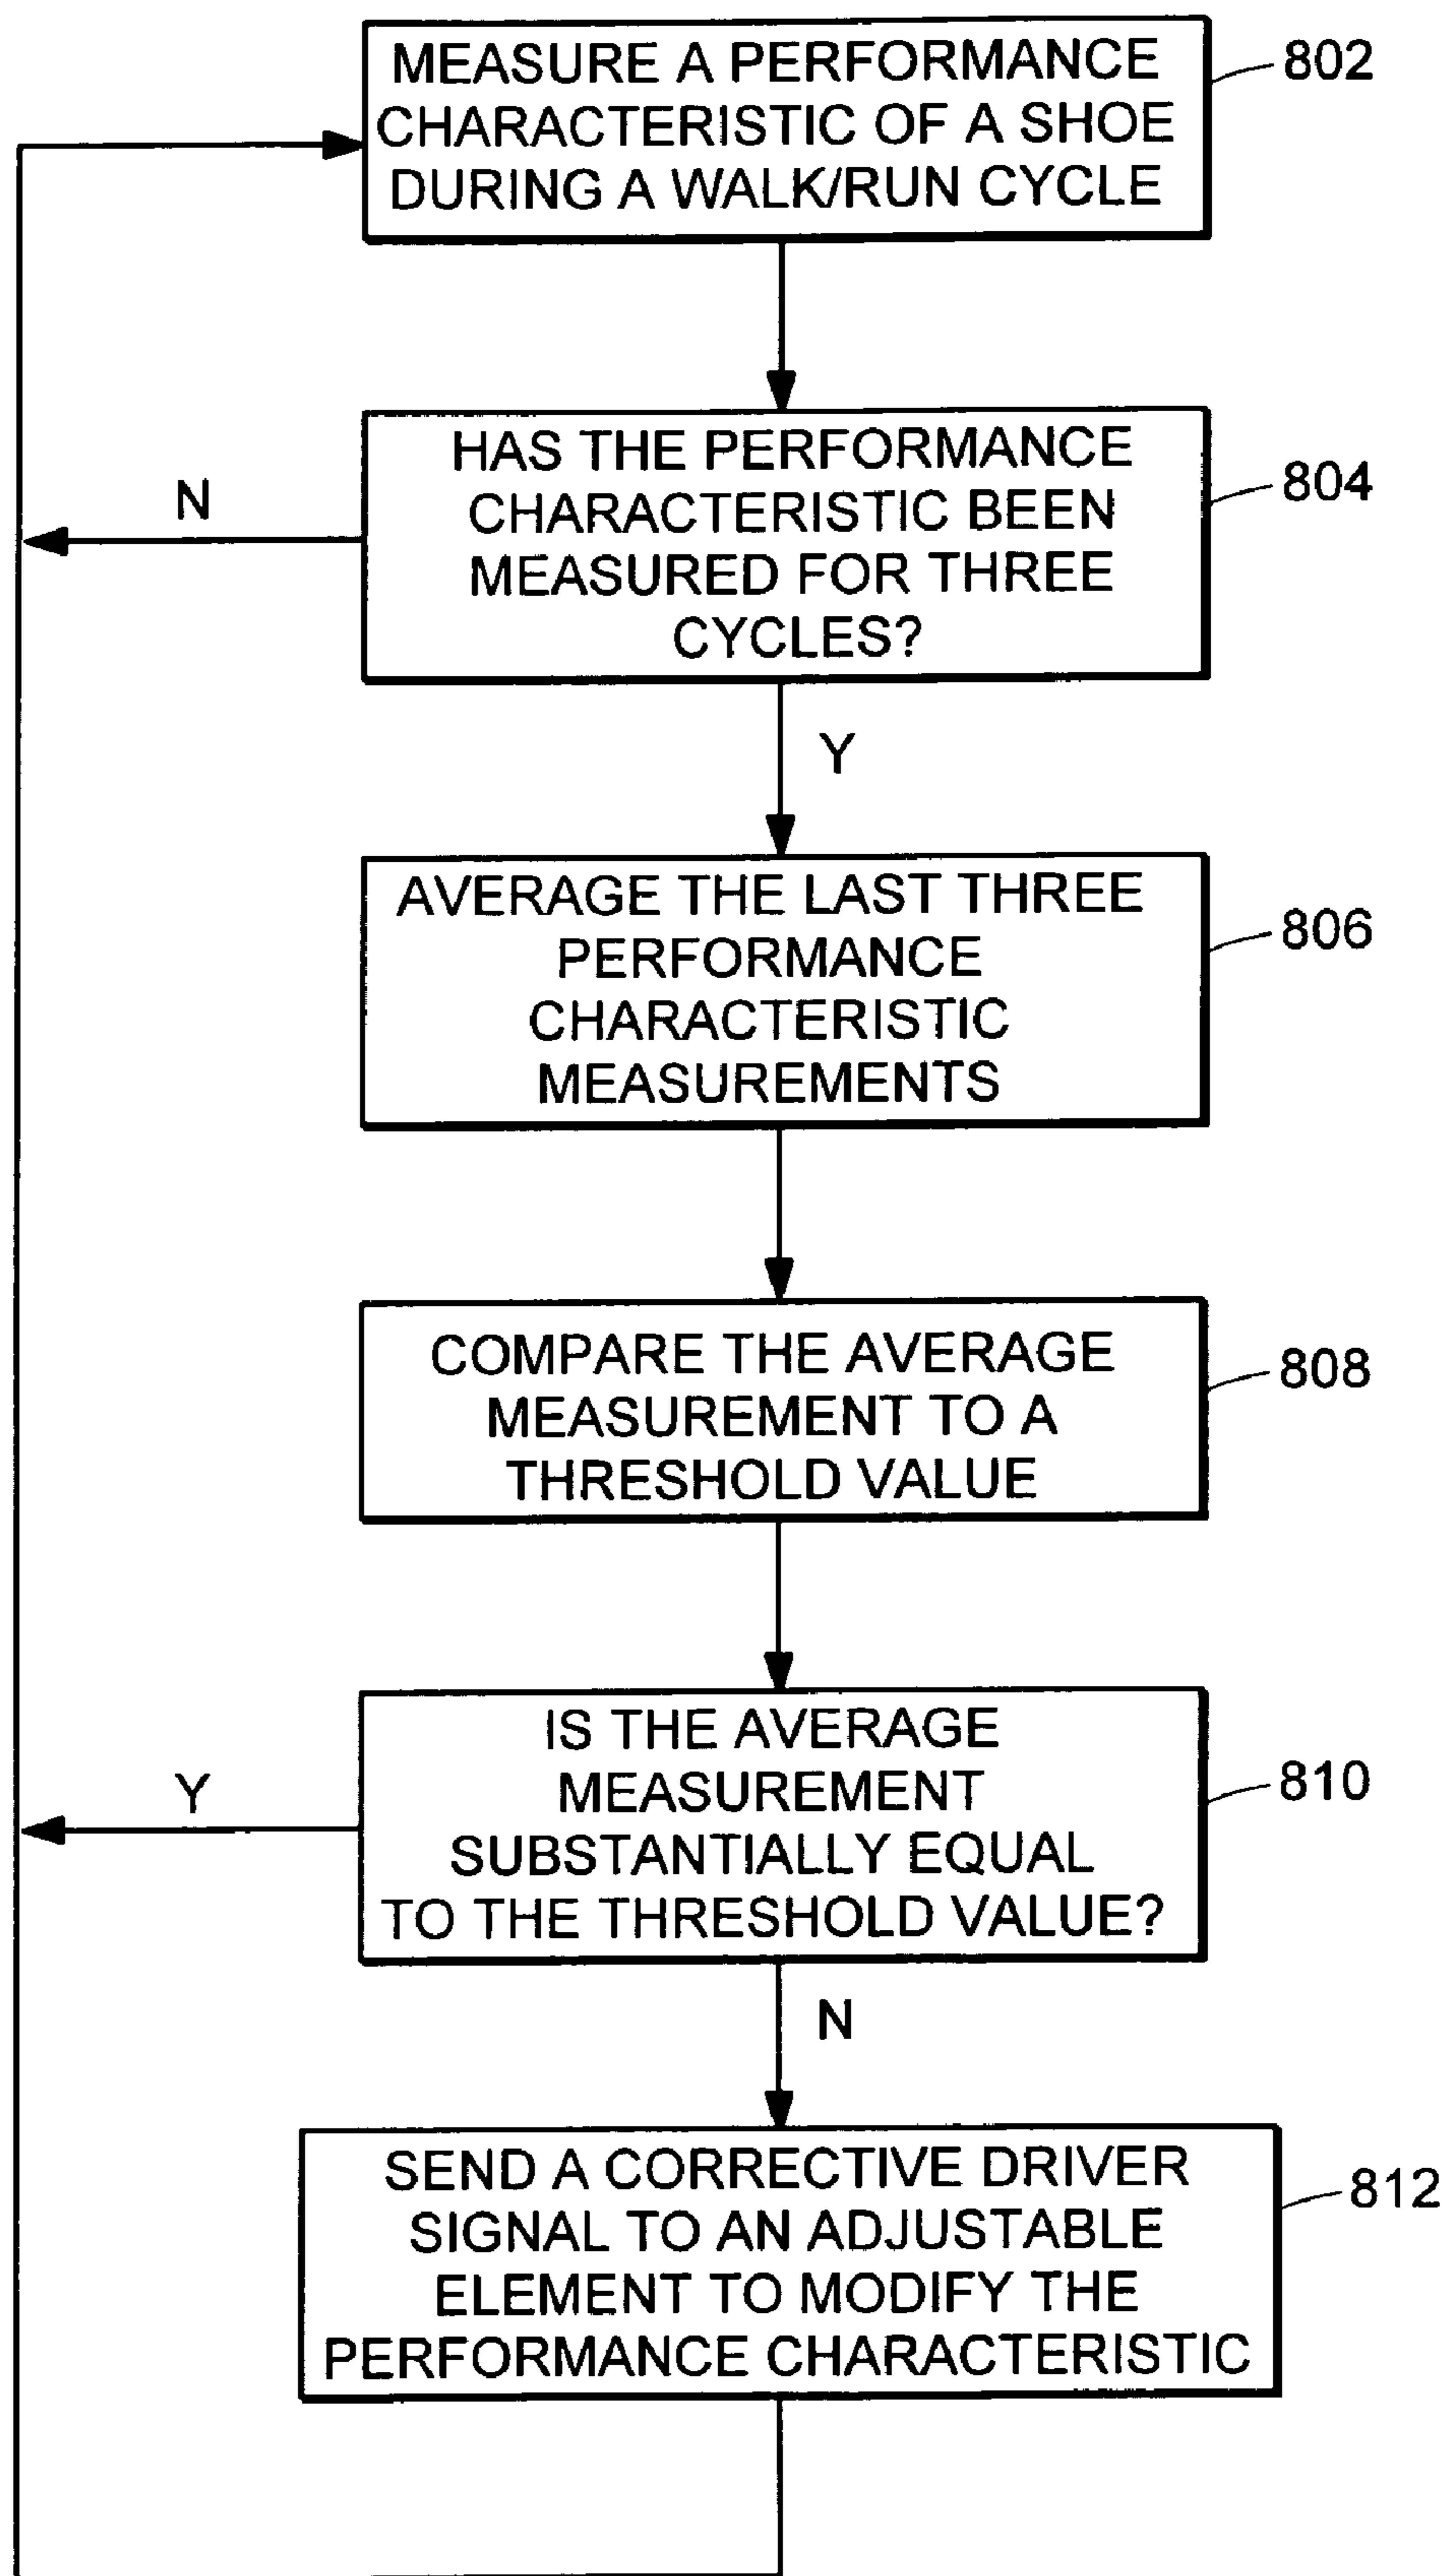 MEASURE A PERFORMANCE
CHARACTERISTIC OF A SHOE
DURING A WALK/RUN CYCLE
802
HAS THE PERFORMANCE
CHARACTERISTIC BEEN
MEASURED FOR THREE
CYCLES?
804
N
Y
AVERAGE THE LAST THREE
PERFORMANCE
CHARACTERISTIC
MEASUREMENTS
806
COMPARE THE AVERAGE
MEASUREMENT TO A
THRESHOLD VALUE
808
IS THE AVERAGE
MEASUREMENT
SUBSTANTIALLY EQUAL
TO THE THRESHOLD VALUE?
810
Y
N
SEND A CORRECTIVE DRIVER
SIGNAL TO AN ADJUSTABLE
ELEMENT TO MODIFY THE
PERFORMANCE CHARACTERISTIC
812